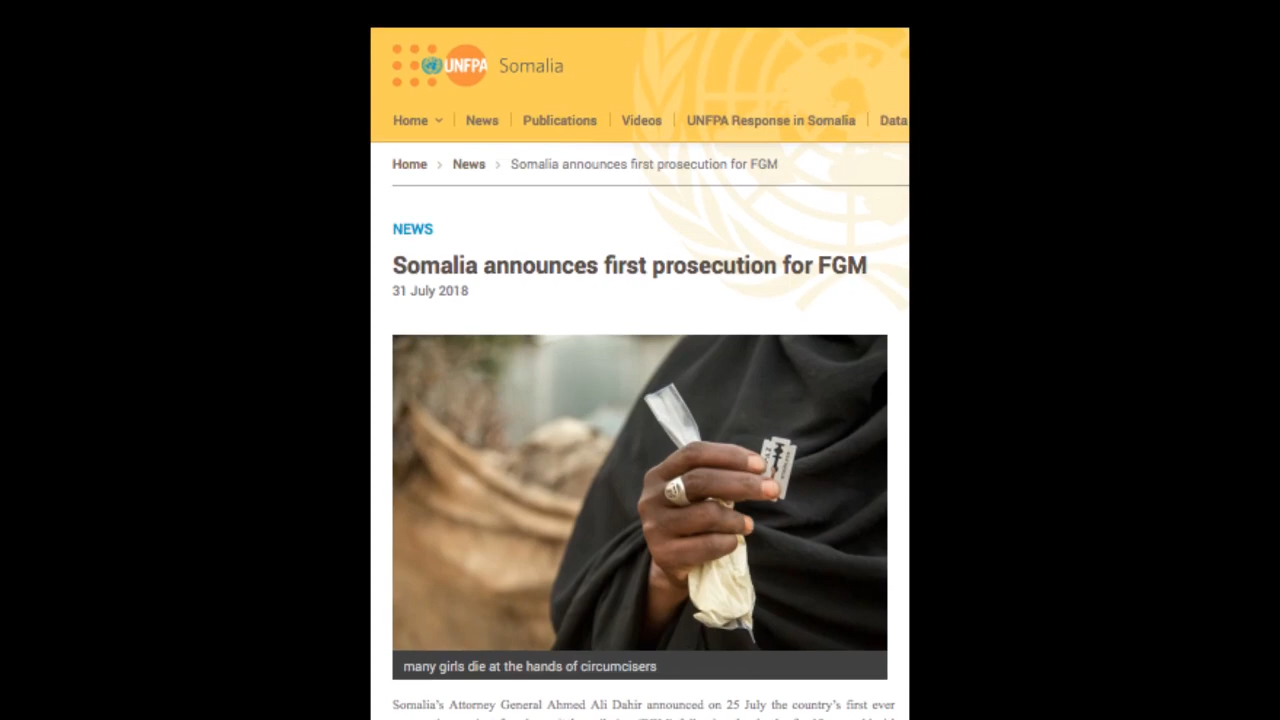 UNFPA Somalia
Home News Publications Videos UNFPA Response in Somalia Data
Home > News > Somalia announces first prosecution for FGM
NEWS
Somalia announces first prosecution for FGM
31 July 2018
many girls die at the hands of circumcisers
Somalia's Attorney General Ahmed Ali Dahir announced on 25 July the country's first ever